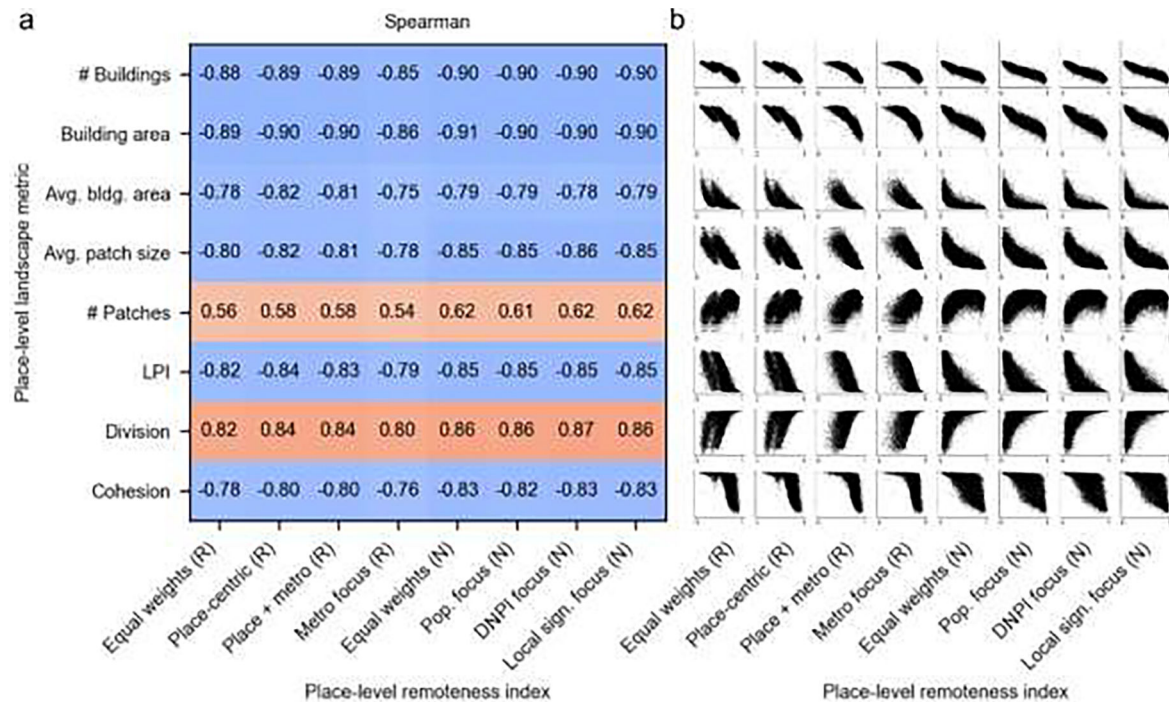 a
b
Spearman
Place-level landscape metric
# Buildings -0.88 -0.89 -0.89 -0.85 -0.90 -0.90 -0.90 -0.90
Building area -0.89 -0.90 -0.90 -0.86 -0.91 -0.90 -0.90 -0.90
Avg. bldg. area -0.78 -0.82 -0.81 -0.75 -0.79 -0.79 -0.78 -0.79
Avg. patch size -0.80 -0.82 -0.81 -0.78 -0.85 -0.85 -0.86 -0.85
# Patches 0.56 0.58 0.58 0.54 0.62 0.61 0.62 0.62
LPI -0.82 -0.84 -0.83 -0.79 -0.85 -0.85 -0.85 -0.85
Division 0.82 0.84 0.84 0.80 0.86 0.86 0.87 0.86
Cohesion -0.78 -0.80 -0.80 -0.76 -0.83 -0.82 -0.83 -0.83
Equal weights (R)
Place-centric (R)
Place + metro (R)
Metro focus (R)
Equal weights (N)
Pop. focus (N)
DNPI focus (N)
Local sign. focus (N)
Place-level remoteness index
Equal weights (R)
Place-centric (R)
Place + metro (R)
Metro focus (R)
Equal weights (N)
Pop. focus (N)
DNPI focus (N)
Local sign. focus (N)
Place-level remoteness index